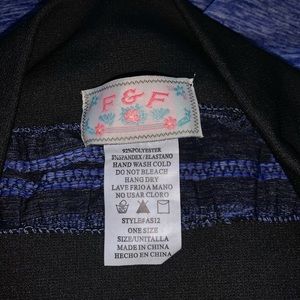 F & F
92%POLYESTER
8%SPANDEX/ELASTANO
HAND WASH COLD
DO NOT BLEACH
HANG DRY
LAVE FRIO A MANO
NO USAR CLORO
STYLE#AS12
ONE SIZE
SIZE/UNITALLA
MADE IN CHINA
HECHO EN CHINA